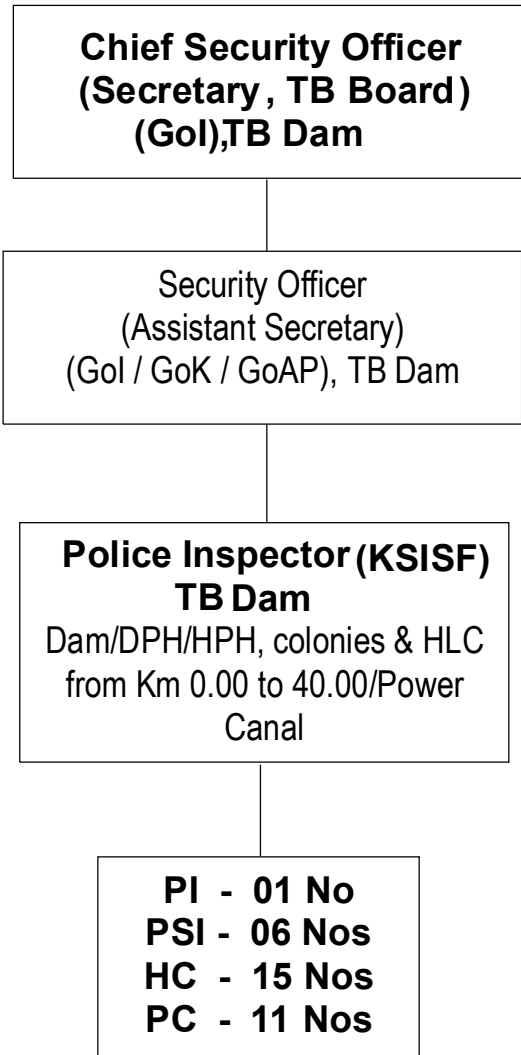 Chief Security Officer
(Secretary, TB Board)
(GoI),TB Dam
Security Officer
(Assistant Secretary)
(GoI / GoK / GoAP), TB Dam
Police Inspector (KSISF)
TB Dam
Dam/DPH/HPH, colonies & HLC
from Km 0.00 to 40.00/Power
Canal
PI - 01 No
PSI - 06 Nos
HC - 15 Nos
PC - 11 Nos